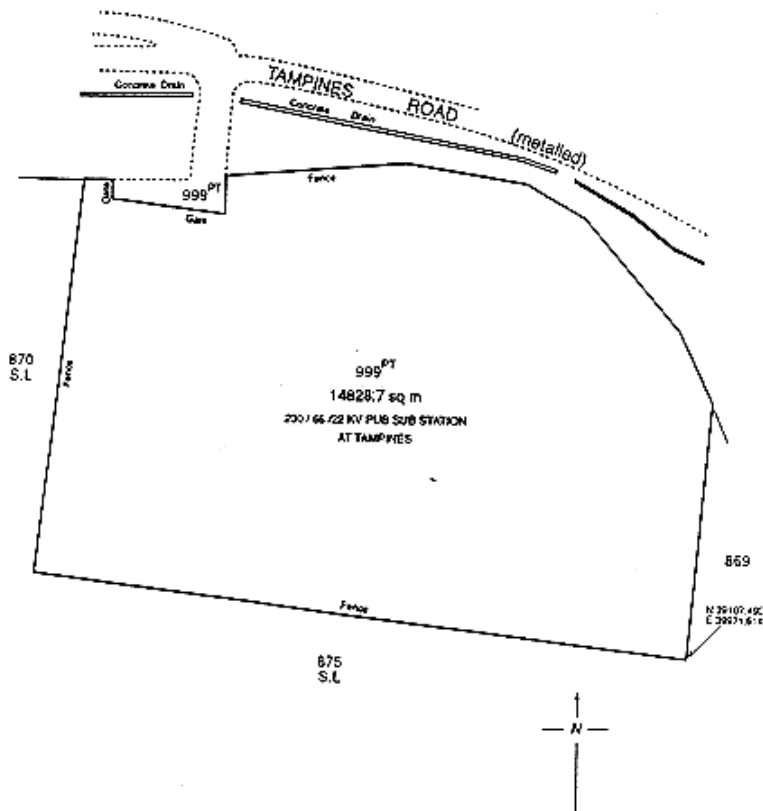 TAMPINES ROAD (metalled)
Concrete Drain
Concrete Drain
Fence
999PT
Gate
870
S.L
Fence
999PT
14828.7 sq m
230 / 66 /22 KV PUB SUB STATION
AT TAMPINES
869
Fence
875
S.L
N